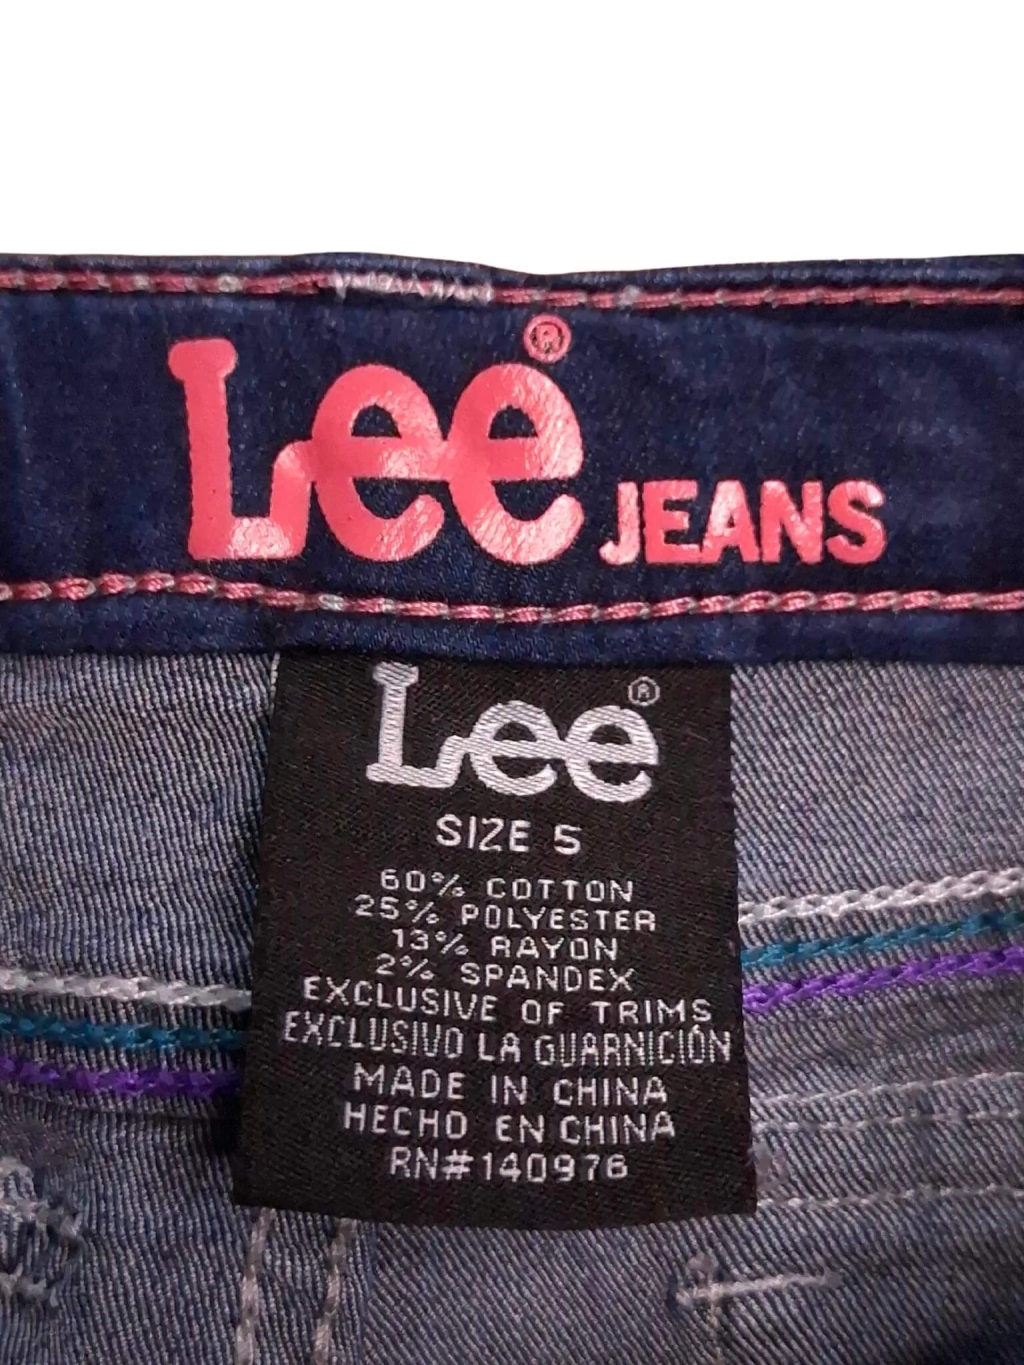 Lee® JEANS
Lee®
SIZE 5
60% COTTON
25% POLYESTER
13% RAYON
2% SPANDEX
EXCLUSIVE OF TRIMS
EXCLUSIVO LA GUARNICIÓN
MADE IN CHINA
HECHO EN CHINA
RN#140976